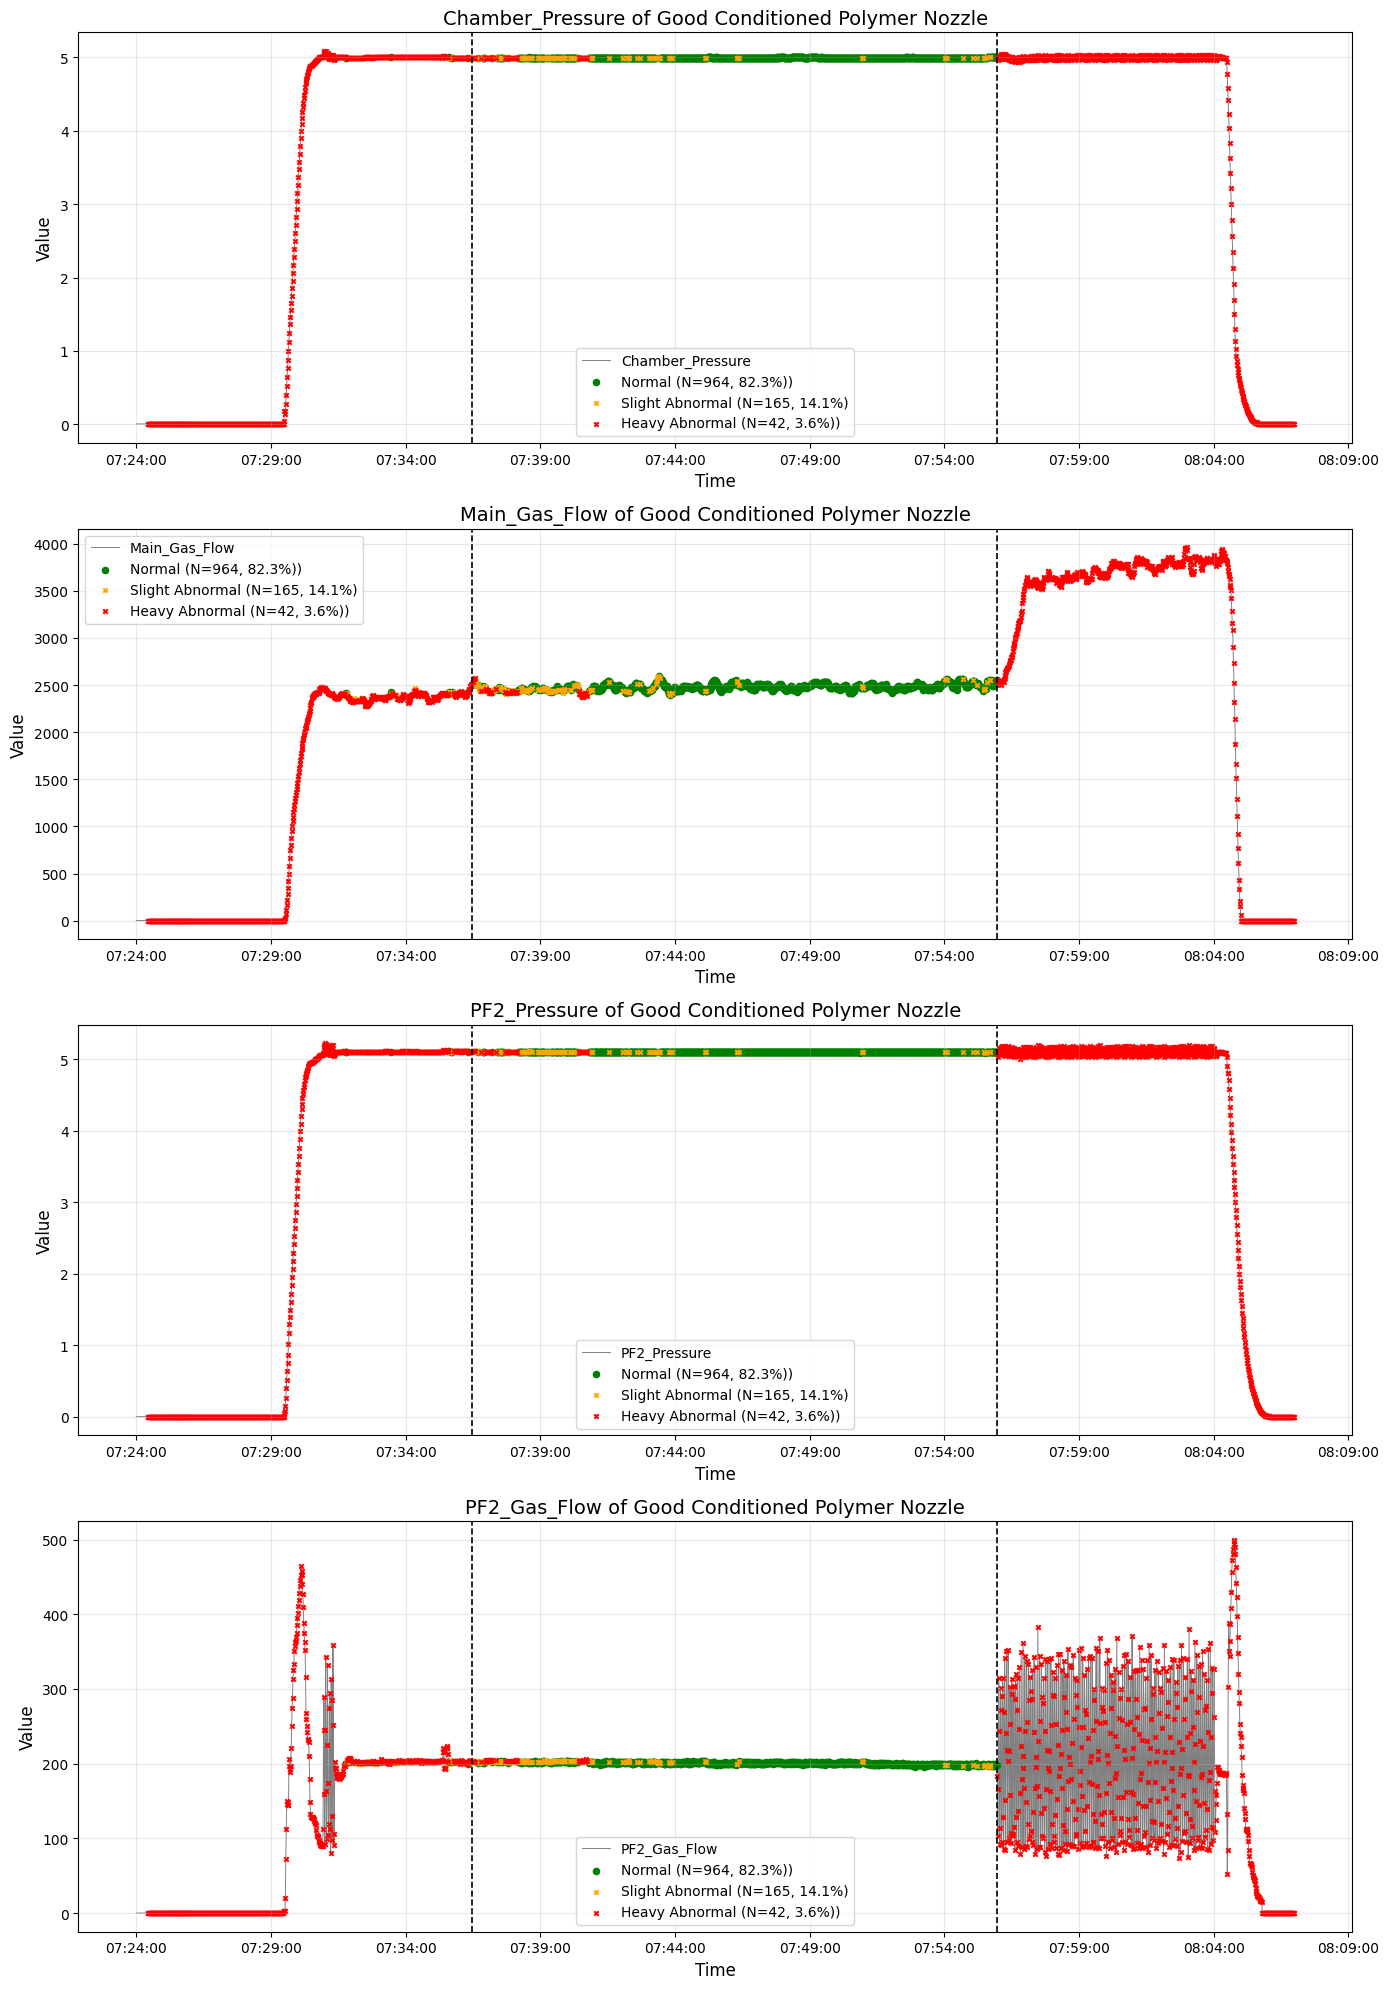 Chamber_Pressure of Good Conditioned Polymer Nozzle
5
4
3
2
1
0
Value
Chamber_Pressure
Normal (N=964, 82.3%))
Slight Abnormal (N=165, 14.1%)
Heavy Abnormal (N=42, 3.6%))
07:24:00 07:29:00 07:34:00 07:39:00 07:44:00 07:49:00 07:54:00 07:59:00 08:04:00 08:09:00
Time
Main_Gas_Flow of Good Conditioned Polymer Nozzle
4000
3500
3000
2500
2000
1500
1000
500
0
Value
Main_Gas_Flow
Normal (N=964, 82.3%))
Slight Abnormal (N=165, 14.1%)
Heavy Abnormal (N=42, 3.6%))
07:24:00 07:29:00 07:34:00 07:39:00 07:44:00 07:49:00 07:54:00 07:59:00 08:04:00 08:09:00
Time
PF2_Pressure of Good Conditioned Polymer Nozzle
5
4
3
2
1
0
Value
PF2_Pressure
Normal (N=964, 82.3%))
Slight Abnormal (N=165, 14.1%)
Heavy Abnormal (N=42, 3.6%))
07:24:00 07:29:00 07:34:00 07:39:00 07:44:00 07:49:00 07:54:00 07:59:00 08:04:00 08:09:00
Time
PF2_Gas_Flow of Good Conditioned Polymer Nozzle
500
400
300
200
100
0
Value
PF2_Gas_Flow
Normal (N=964, 82.3%))
Slight Abnormal (N=165, 14.1%)
Heavy Abnormal (N=42, 3.6%))
07:24:00 07:29:00 07:34:00 07:39:00 07:44:00 07:49:00 07:54:00 07:59:00 08:04:00 08:09:00
Time